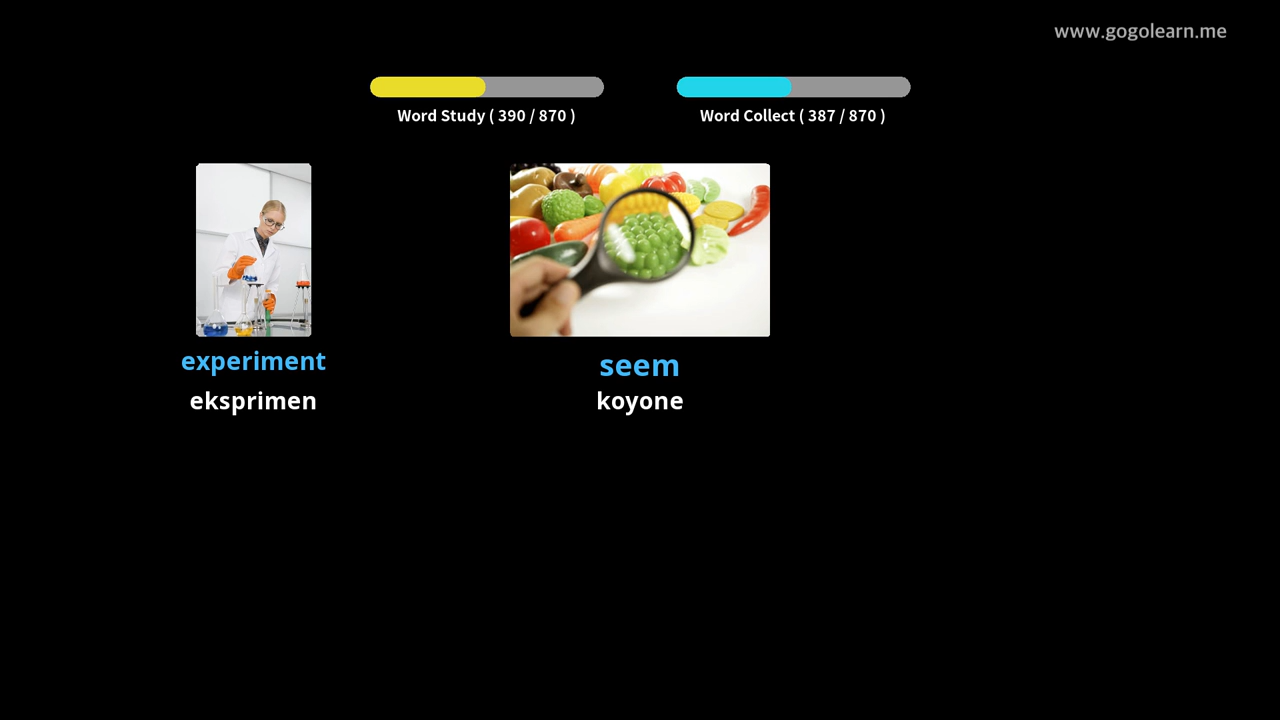 www.gogolearn.me
Word Study ( 390 / 870 )
Word Collect ( 387 / 870 )
experiment
eksprimen
seem
koyone